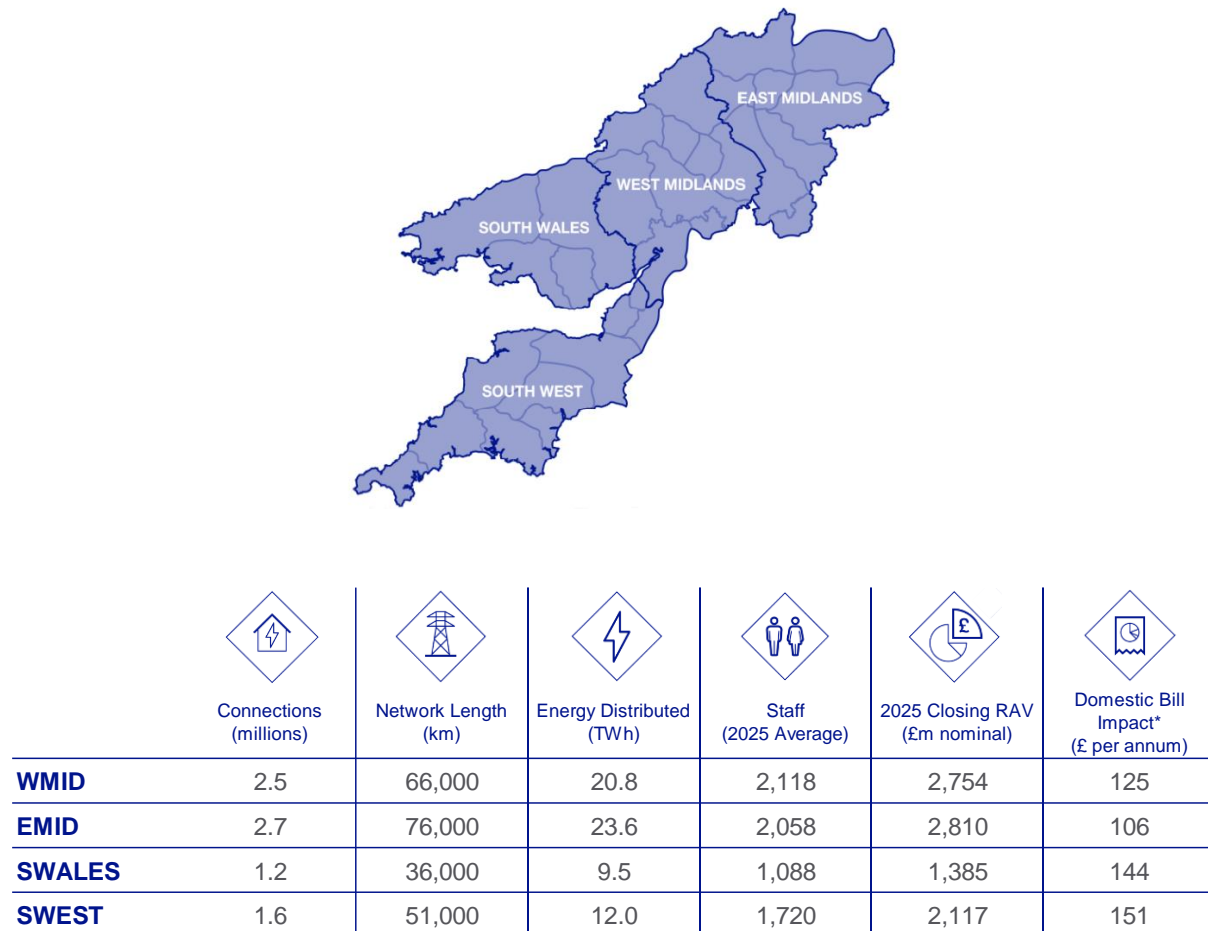 EAST MIDLANDS
WEST MIDLANDS
SOUTH WALES
SOUTH WEST
£
Connections
(millions)
Network Length
(km)
Energy Distributed
(TWh)
Staff
(2025 Average)
2025 Closing RAV
(£m nominal)
Domestic Bill
Impact*
(£ per annum)
WMID 2.5 66,000 20.8 2,118 2,754 125
EMID 2.7 76,000 23.6 2,058 2,810 106
SWALES 1.2 36,000 9.5 1,088 1,385 144
SWEST 1.6 51,000 12.0 1,720 2,117 151